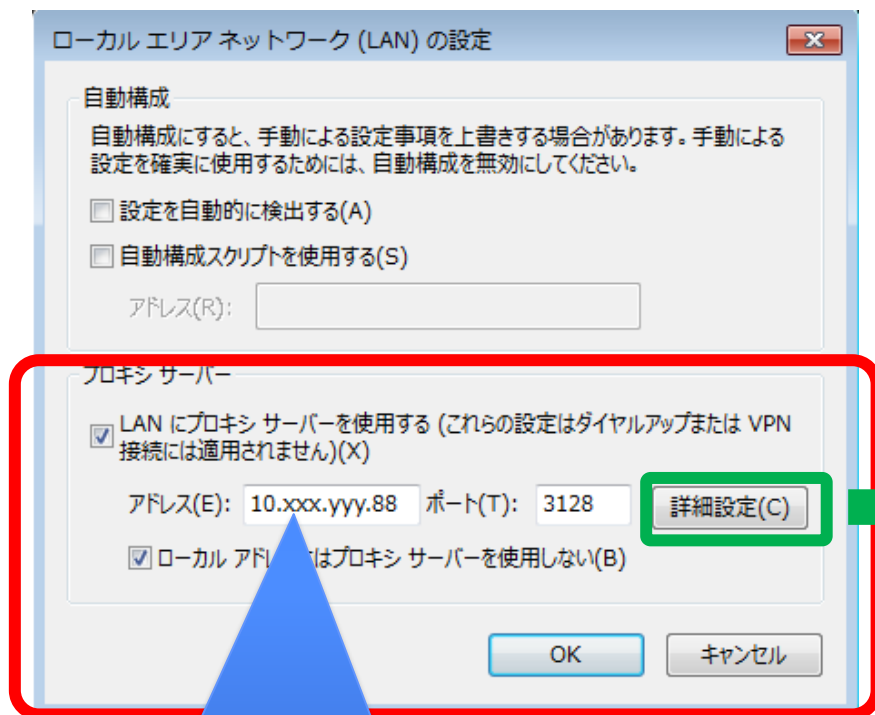 ローカル エリア ネットワーク (LAN) の設定
自動構成
自動構成にすると、手動による設定事項を上書きする場合があります。手動による
設定を確実に使用するためには、自動構成を無効にしてください。
設定を自動的に検出する(A)
自動構成スクリプトを使用する(S)
アドレス(R):
プロキシ サーバー
LAN にプロキシ サーバーを使用する (これらの設定はダイヤルアップまたは VPN
接続には適用されません)(X)
アドレス(E): 10.xxx.yyy.88 ポート(T): 3128 詳細設定(C)
ローカル はプロキシ サーバーを使用しない(B)
OK キャンセル